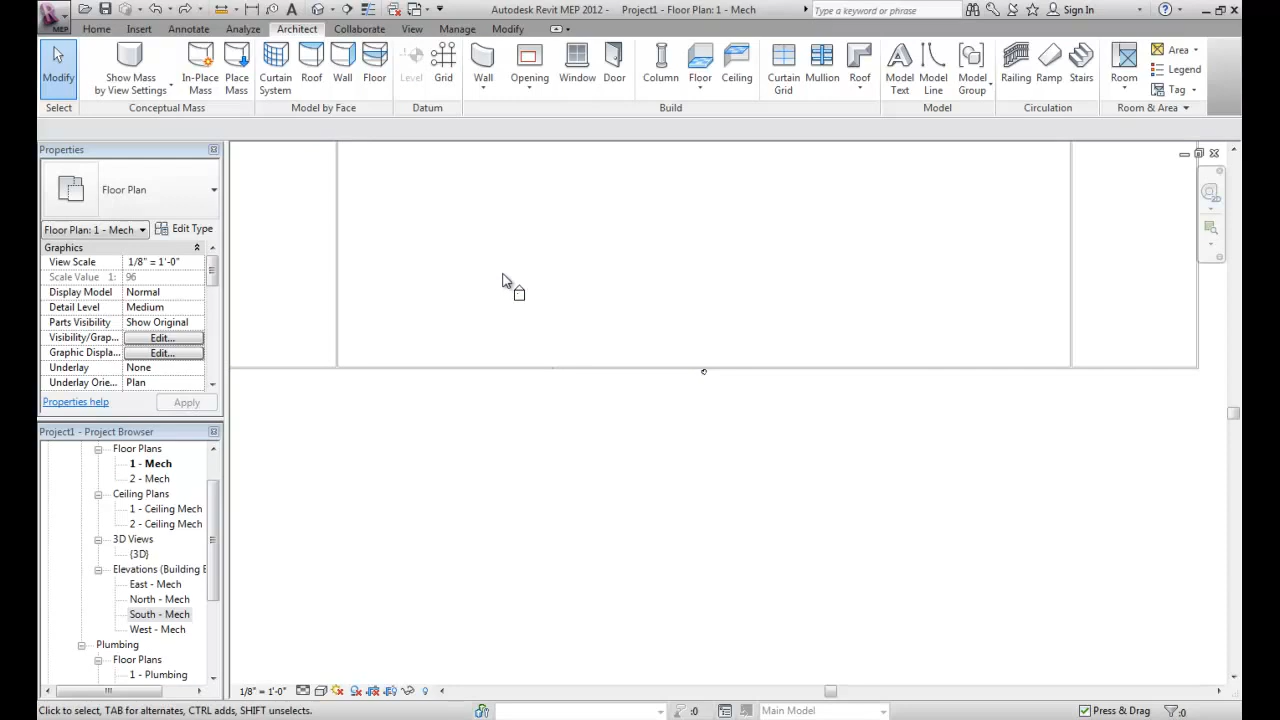 Autodesk Revit MEP 2012 - Project1 - Floor Plan: 1 - Mech
Type a keyword or phrase
Sign In
MEP
Home Insert Annotate Analyze Architect Collaborate View Manage Modify
Modify
Show Mass
by View Settings
In-Place
Mass
Place
Mass
Curtain
System
Roof
Wall
Floor
Level
Grid
Wall
Opening
Window
Door
Column
Floor
Ceiling
Curtain
Grid
Mullion
Roof
Model
Text
Model
Line
Model
Group
Railing
Ramp
Stairs
Room
Area
Legend
Tag
Select
Conceptual Mass
Model by Face
Datum
Build
Model
Circulation
Room & Area
Properties
Floor Plan
Floor Plan: 1 - Mech
Edit Type
Graphics
View Scale 1/8" = 1'-0"
Scale Value 1: 96
Display Model Normal
Detail Level Medium
Parts Visibility Show Original
Visibility/Grap... Edit...
Graphic Displa... Edit...
Underlay None
Underlay Orie... Plan
Properties help
Apply
Project1 - Project Browser
Floor Plans
1 - Mech
2 - Mech
Ceiling Plans
1 - Ceiling Mech
2 - Ceiling Mech
3D Views
{3D}
Elevations (Building E
East - Mech
North - Mech
South - Mech
West - Mech
Plumbing
Floor Plans
1 - Plumbing
2D
1/8" = 1'-0"
Click to select, TAB for alternates, CTRL adds, SHIFT unselects.
:0
Main Model
Press & Drag
:0